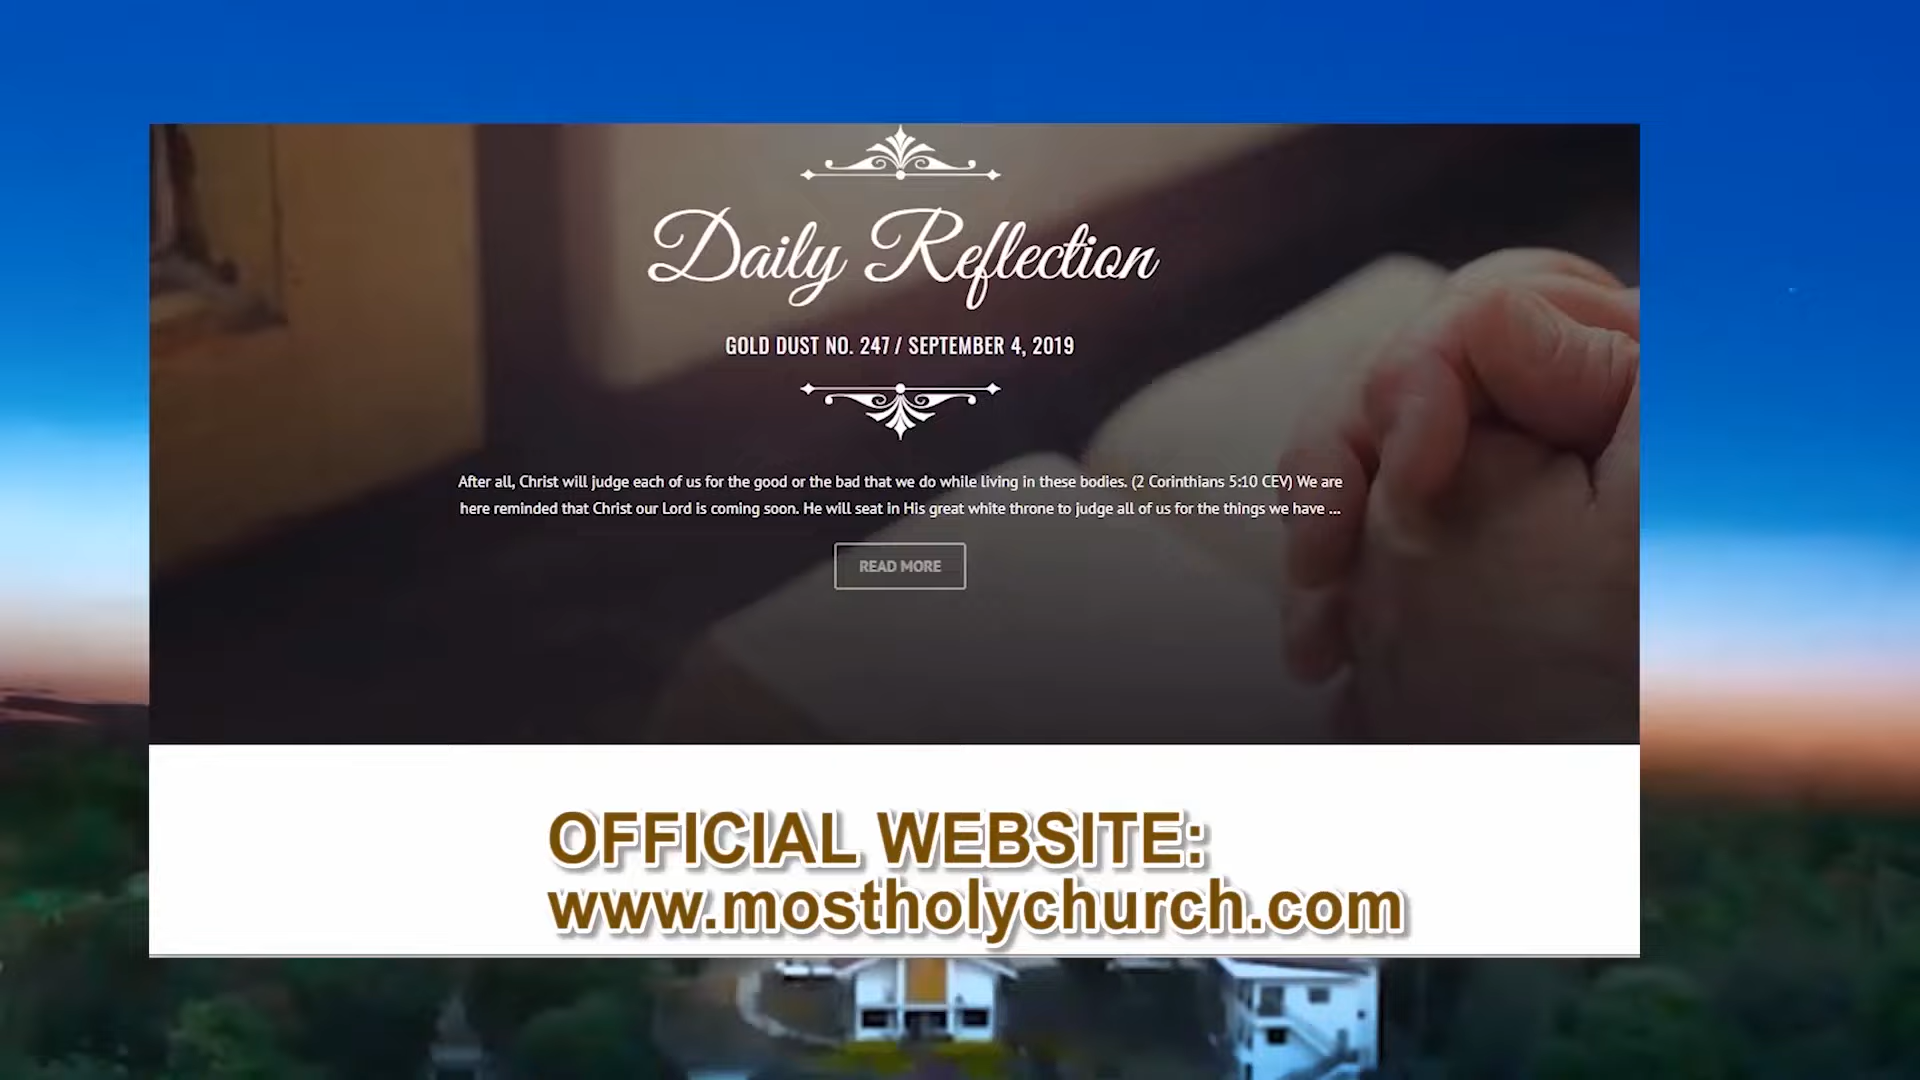 Daily Reflection
GOLD DUST NO. 247 / SEPTEMBER 4, 2019
After all, Christ will judge each of us for the good or the bad that we do while living in these bodies. (2 Corinthians 5:10 CEV) We are
here reminded that Christ our Lord is coming soon. He will seat in His great white throne to judge all of us for the things we have ...
READ MORE
OFFICIAL WEBSITE:
www.mostholychurch.com